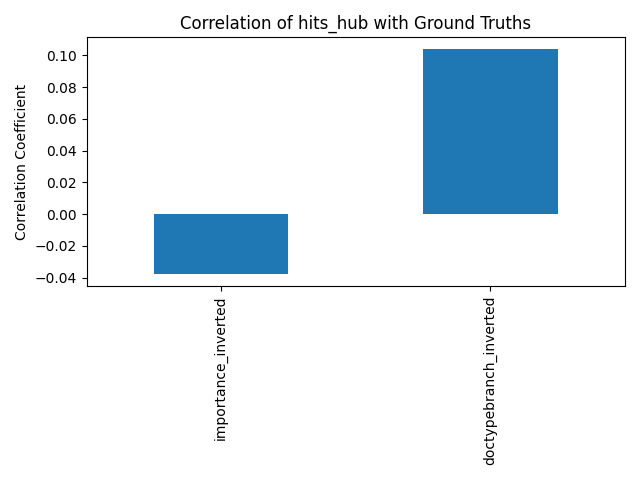 Correlation of hits_hub with Ground Truths
Correlation Coefficient
0.10
0.08
0.06
0.04
0.02
0.00
−0.02
−0.04
importance_inverted
doctypebranch_inverted